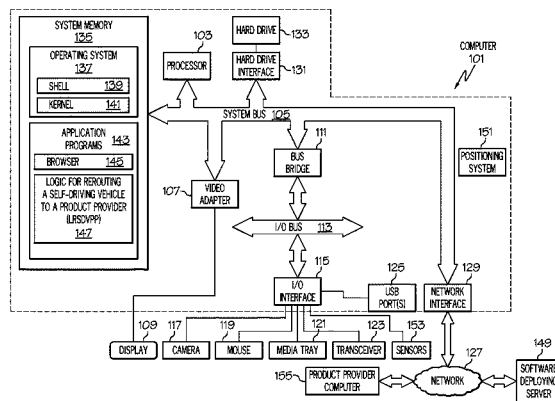 SYSTEM MEMORY
135
OPERATING SYSTEM
137
SHELL 139
KERNEL 141
APPLICATION
PROGRAMS 143
BROWSER 145
LOGIC FOR REROUTING
A SELF-DRIVING VEHICLE
TO A PRODUCT PROVIDER
(LRSDVPP)
147
103
PROCESSOR
HARD DRIVE
133
HARD DRIVE
INTERFACE
131
COMPUTER
101
SYSTEM BUS 105
111
BUS
BRIDGE
151
POSITIONING
SYSTEM
107
VIDEO
ADAPTER
I/O BUS 113
115
I/O
INTERFACE
125
USB
PORT(S)
129
NETWORK
INTERFACE
109
DISPLAY
117
CAMERA
119
MOUSE
121
MEDIA TRAY
123
TRANSCEIVER
153
SENSORS
127
NETWORK
155
PRODUCT PROVIDER
COMPUTER
149
SOFTWARE
DEPLOYING
SERVER